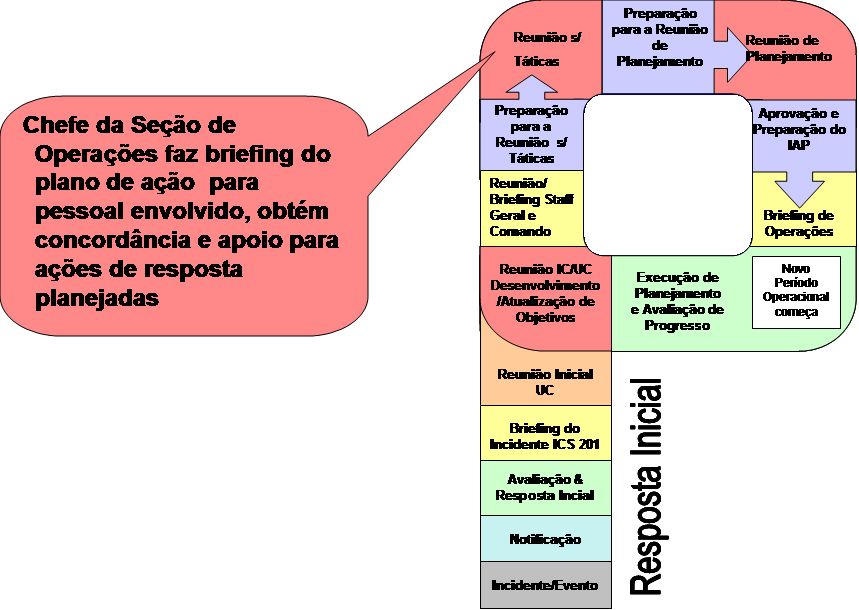 Chefe da Seção de
Operações faz briefing do
plano de ação para
pessoal envolvido, obtém
concordância e apoio para
ações de resposta
planejadas
Reunião s/
Táticas
Preparação
para a Reunião
de
Planejamento
Reunião de
Planejamento
Preparação
para a
Reunião s/
Táticas
Aprovação e
Preparação do
IAP
Reunião/
Briefing Staff
Geral e
Comando
Briefing de
Operações
Reunião IC/UC
Desenvolvimento
/Atualização de
Objetivos
Execução de
Planejamento
e Avaliação de
Progresso
Novo
Período
Operacional
começa
Reunião Inicial
UC
Briefing do
Incidente ICS 201
Avaliação &
Resposta Incial
Notificação
Incidente/Evento
Resposta Inicial